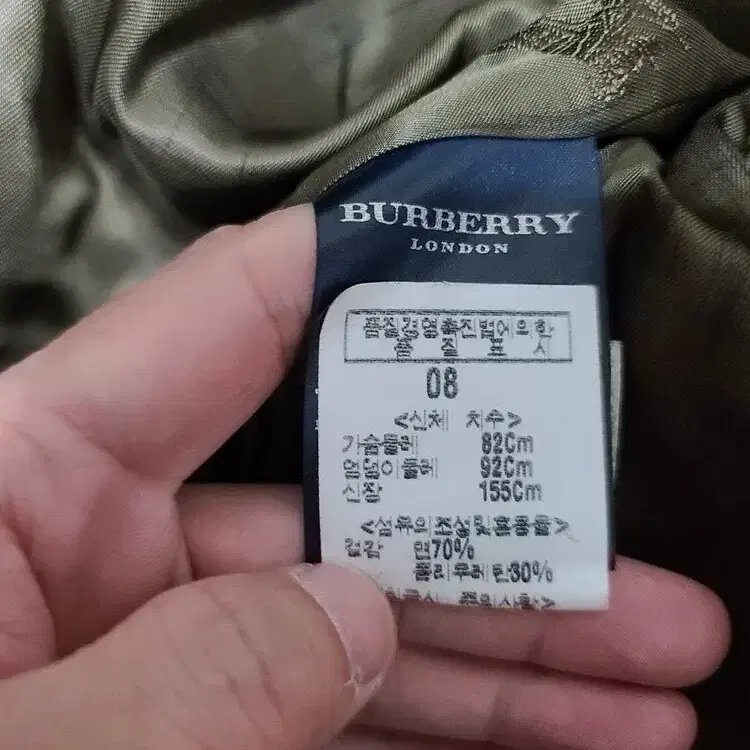 BURBERRY
LONDON
품질경영촉진법에의한
품 질 표 시
08
<신체 치수>
가슴둘레 82Cm
엉덩이둘레 92Cm
신장 155Cm
<섬유의조성및혼용률>
겉감 면70%
폴리우레탄30%